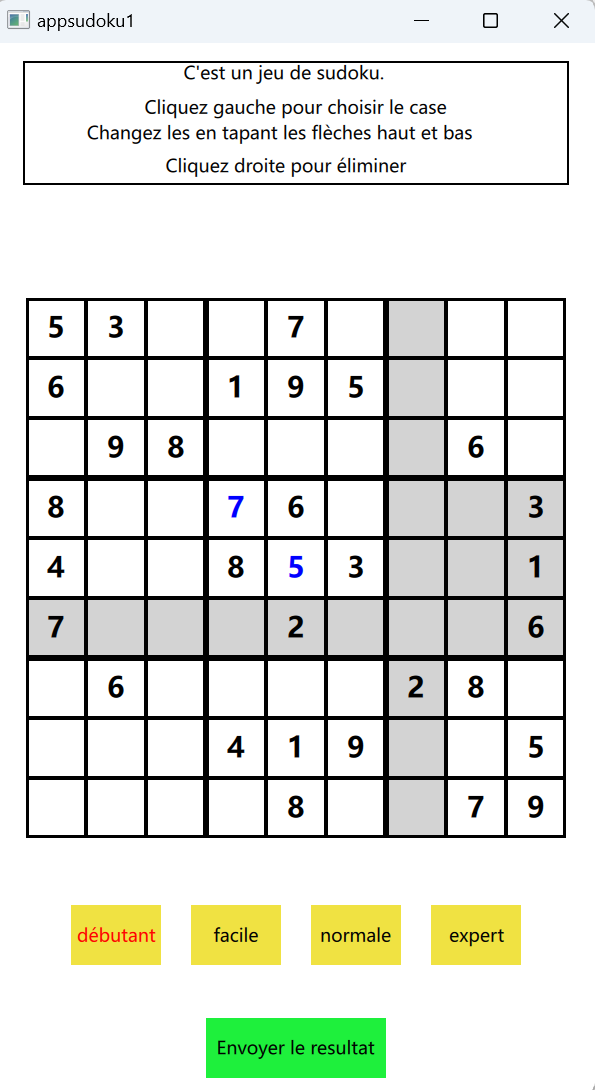 appsudoku1
C'est un jeu de sudoku.
Cliquez gauche pour choisir le case
Changez les en tapant les flèches haut et bas
Cliquez droite pour éliminer
5 3 7
6 1 9 5
9 8 6
8 7 6 3
4 8 5 3 1
7 2 6
6 2 8
4 1 9 5
8 7 9
débutant facile normale expert
Envoyer le resultat